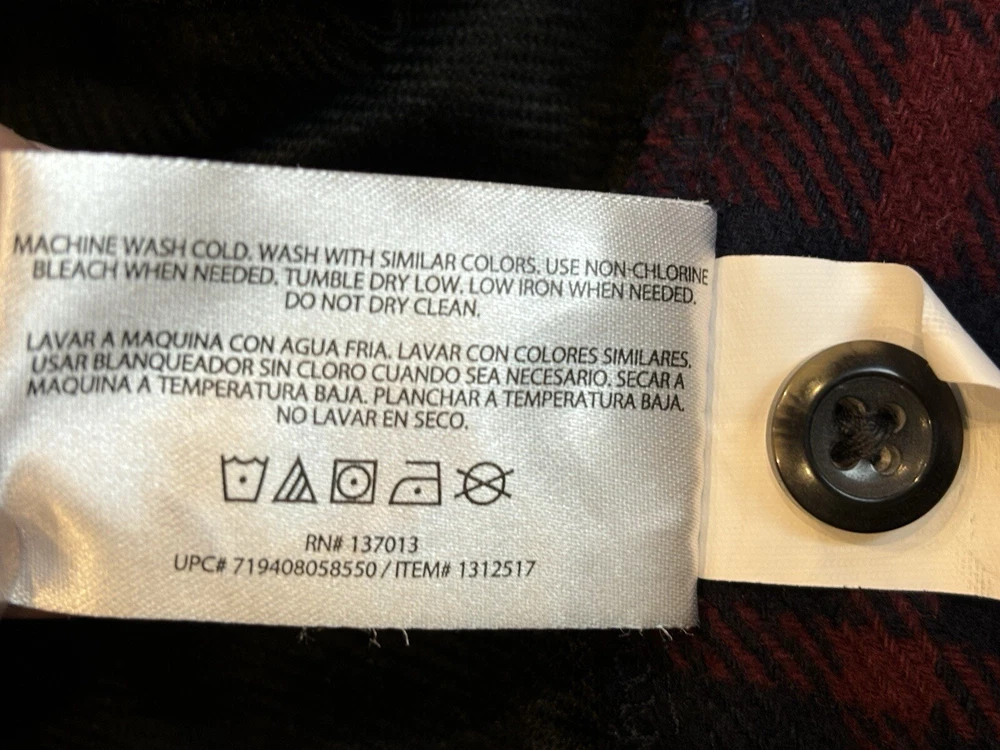 MACHINE WASH COLD. WASH WITH SIMILAR COLORS. USE NON-CHLORINE
BLEACH WHEN NEEDED. TUMBLE DRY LOW. LOW IRON WHEN NEEDED.
DO NOT DRY CLEAN.
LAVAR A MAQUINA CON AGUA FRIA. LAVAR CON COLORES SIMILARES.
USAR BLANQUEADOR SIN CLORO CUANDO SEA NECESARIO. SECAR A
MAQUINA A TEMPERATURA BAJA. PLANCHAR A TEMPERATURA BAJA.
NO LAVAR EN SECO.
RN# 137013
UPC# 719408058550 / ITEM# 1312517